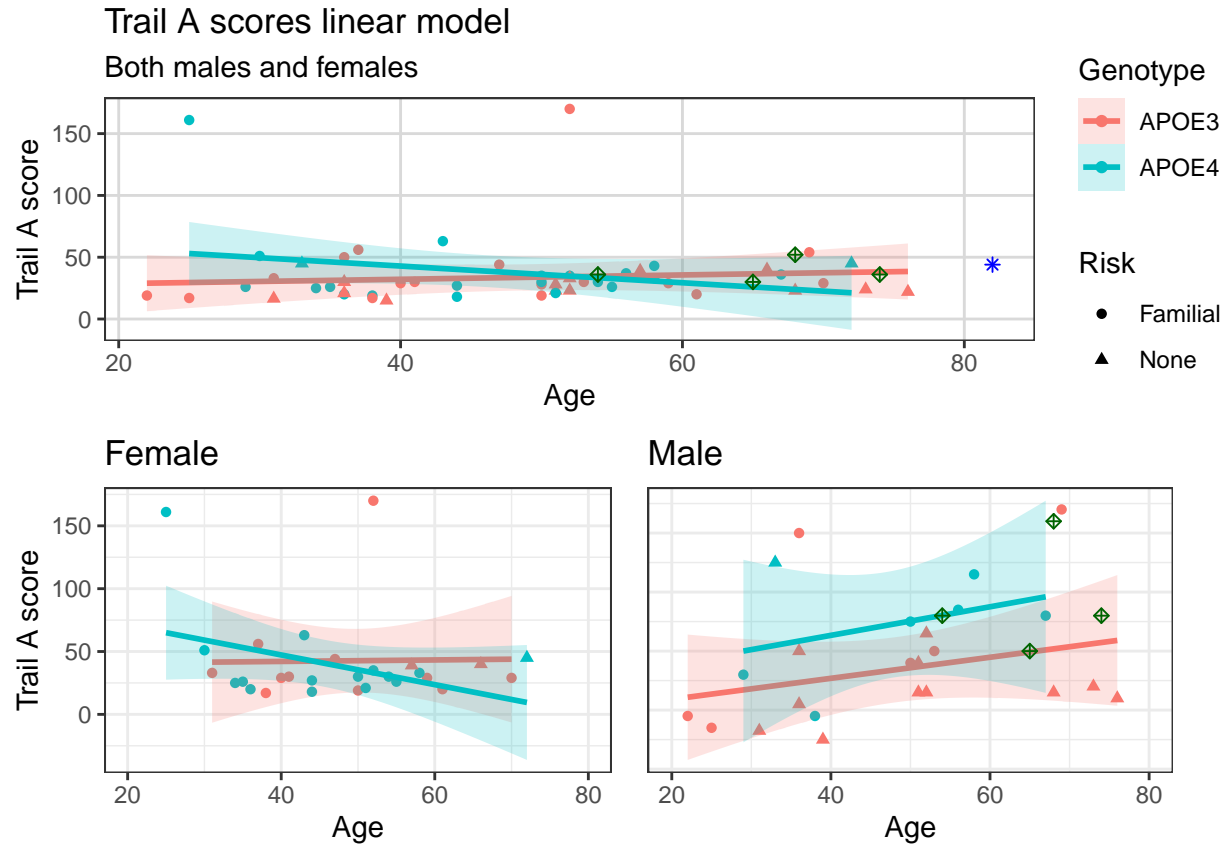 Trail A scores linear model
Both males and females
Trail A score
150
100
50
0
20
40
60
80
Age
Genotype
APOE3
APOE4
Risk
Familial
None
Female
Trail A score
150
100
50
0
20
40
60
80
Age
Male
20
40
60
80
Age